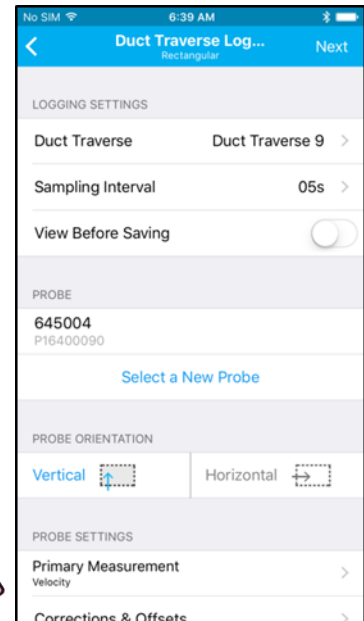 No SIM 6:39 AM
Duct Traverse Log... Next
Rectangular
LOGGING SETTINGS
Duct Traverse Duct Traverse 9
Sampling Interval 05s
View Before Saving
PROBE
645004
P16400090
Select a New Probe
PROBE ORIENTATION
Vertical Horizontal
PROBE SETTINGS
Primary Measurement
Velocity
Corrections & Offsets